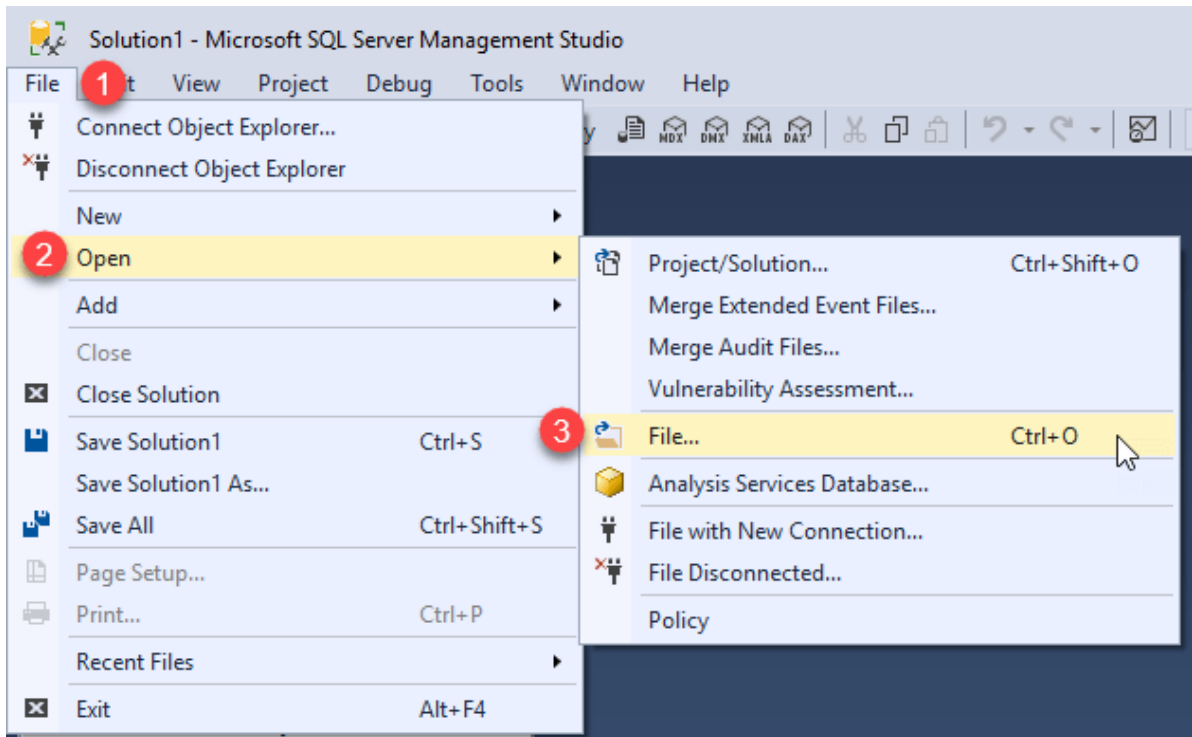 Solution1 - Microsoft SQL Server Management Studio
File 1 t View Project Debug Tools Window Help
y MDX DMX XMLA DAX
Connect Object Explorer...
Disconnect Object Explorer
New
2 Open
Add
Close
Close Solution
Save Solution1 Ctrl+S
Save Solution1 As...
Save All Ctrl+Shift+S
Page Setup...
Print... Ctrl+P
Recent Files
Exit Alt+F4
Project/Solution... Ctrl+Shift+O
Merge Extended Event Files...
Merge Audit Files...
Vulnerability Assessment...
3 File... Ctrl+O
Analysis Services Database...
File with New Connection...
File Disconnected...
Policy